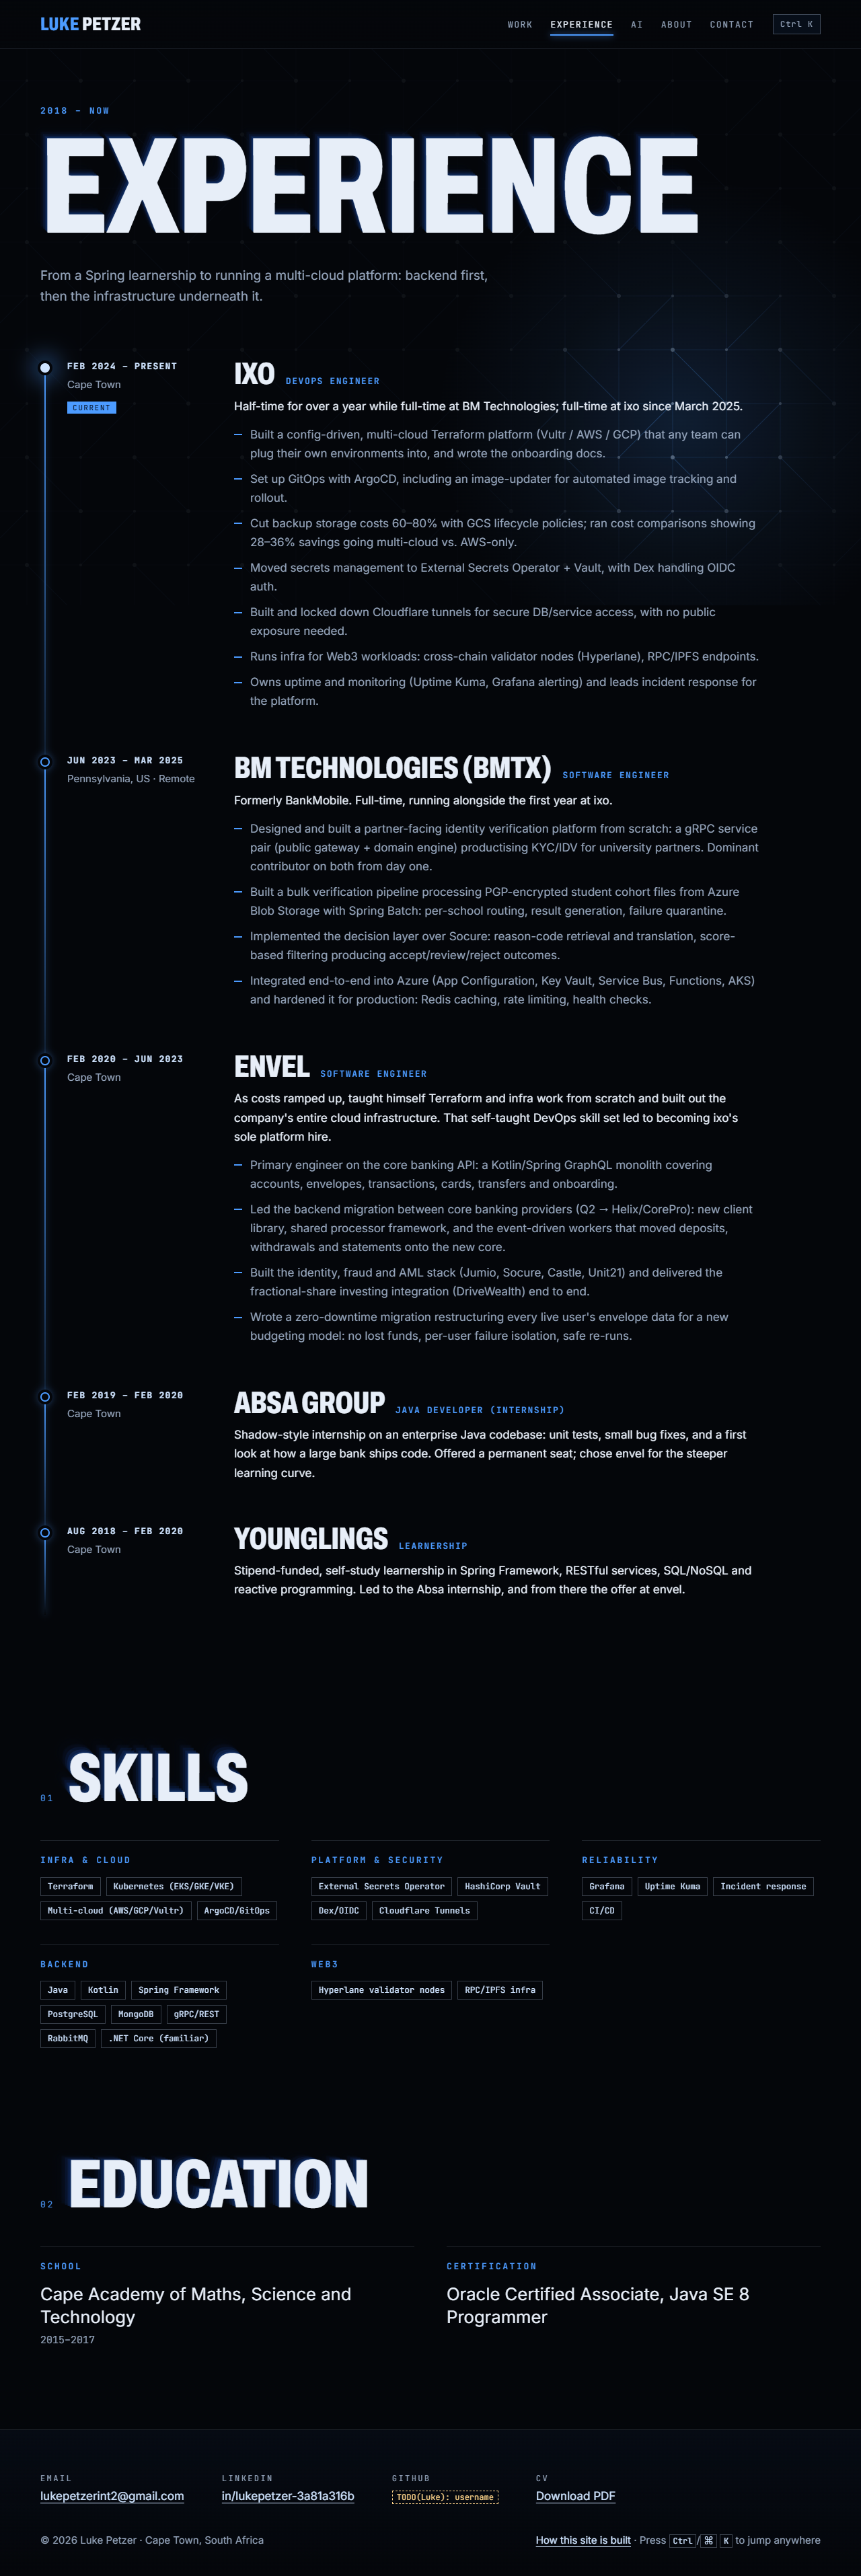 LUKE PETZER
WORK EXPERIENCE AI ABOUT CONTACT Ctrl K
2018 – NOW
EXPERIENCE
From a Spring learnership to running a multi-cloud platform: backend first,
then the infrastructure underneath it.
FEB 2024 – PRESENT
Cape Town
CURRENT
IXO DEVOPS ENGINEER
Half-time for over a year while full-time at BM Technologies; full-time at ixo since March 2025.
Built a config-driven, multi-cloud Terraform platform (Vultr / AWS / GCP) that any team can
plug their own environments into, and wrote the onboarding docs.
Set up GitOps with ArgoCD, including an image-updater for automated image tracking and
rollout.
Cut backup storage costs 60–80% with GCS lifecycle policies; ran cost comparisons showing
28–36% savings going multi-cloud vs. AWS-only.
Moved secrets management to External Secrets Operator + Vault, with Dex handling OIDC
auth.
Built and locked down Cloudflare tunnels for secure DB/service access, with no public
exposure needed.
Runs infra for Web3 workloads: cross-chain validator nodes (Hyperlane), RPC/IPFS endpoints.
Owns uptime and monitoring (Uptime Kuma, Grafana alerting) and leads incident response for
the platform.
JUN 2023 – MAR 2025
Pennsylvania, US · Remote
BM TECHNOLOGIES (BMTX) SOFTWARE ENGINEER
Formerly BankMobile. Full-time, running alongside the first year at ixo.
Designed and built a partner-facing identity verification platform from scratch: a gRPC service
pair (public gateway + domain engine) productising KYC/IDV for university partners. Dominant
contributor on both from day one.
Built a bulk verification pipeline processing PGP-encrypted student cohort files from Azure
Blob Storage with Spring Batch: per-school routing, result generation, failure quarantine.
Implemented the decision layer over Socure: reason-code retrieval and translation, score-
based filtering producing accept/review/reject outcomes.
Integrated end-to-end into Azure (App Configuration, Key Vault, Service Bus, Functions, AKS)
and hardened it for production: Redis caching, rate limiting, health checks.
FEB 2020 – JUN 2023
Cape Town
ENVEL SOFTWARE ENGINEER
As costs ramped up, taught himself Terraform and infra work from scratch and built out the
company's entire cloud infrastructure. That self-taught DevOps skill set led to becoming ixo's
sole platform hire.
Primary engineer on the core banking API: a Kotlin/Spring GraphQL monolith covering
accounts, envelopes, transactions, cards, transfers and onboarding.
Led the backend migration between core banking providers (Q2 → Helix/CorePro): new client
library, shared processor framework, and the event-driven workers that moved deposits,
withdrawals and statements onto the new core.
Built the identity, fraud and AML stack (Jumio, Socure, Castle, Unit21) and delivered the
fractional-share investing integration (DriveWealth) end to end.
Wrote a zero-downtime migration restructuring every live user's envelope data for a new
budgeting model: no lost funds, per-user failure isolation, safe re-runs.
FEB 2019 – FEB 2020
Cape Town
ABSA GROUP JAVA DEVELOPER (INTERNSHIP)
Shadow-style internship on an enterprise Java codebase: unit tests, small bug fixes, and a first
look at how a large bank ships code. Offered a permanent seat; chose envel for the steeper
learning curve.
AUG 2018 – FEB 2020
Cape Town
YOUNGLINGS LEARNERSHIP
Stipend-funded, self-study learnership in Spring Framework, RESTful services, SQL/NoSQL and
reactive programming. Led to the Absa internship, and from there the offer at envel.
01 SKILLS
INFRA & CLOUD
Terraform Kubernetes (EKS/GKE/VKE)
Multi-cloud (AWS/GCP/Vultr) ArgoCD/GitOps
PLATFORM & SECURITY
External Secrets Operator HashiCorp Vault
Dex/OIDC Cloudflare Tunnels
RELIABILITY
Grafana Uptime Kuma Incident response
CI/CD
BACKEND
Java Kotlin Spring Framework
PostgreSQL MongoDB gRPC/REST
RabbitMQ .NET Core (familiar)
WEB3
Hyperlane validator nodes RPC/IPFS infra
02 EDUCATION
SCHOOL
Cape Academy of Maths, Science and
Technology
2015–2017
CERTIFICATION
Oracle Certified Associate, Java SE 8
Programmer
EMAIL
lukepetzerint2@gmail.com
LINKEDIN
in/lukepetzer-3a81a316b
GITHUB
TODO(Luke): username
CV
Download PDF
© 2026 Luke Petzer · Cape Town, South Africa
How this site is built · Press Ctrl/⌘ K to jump anywhere